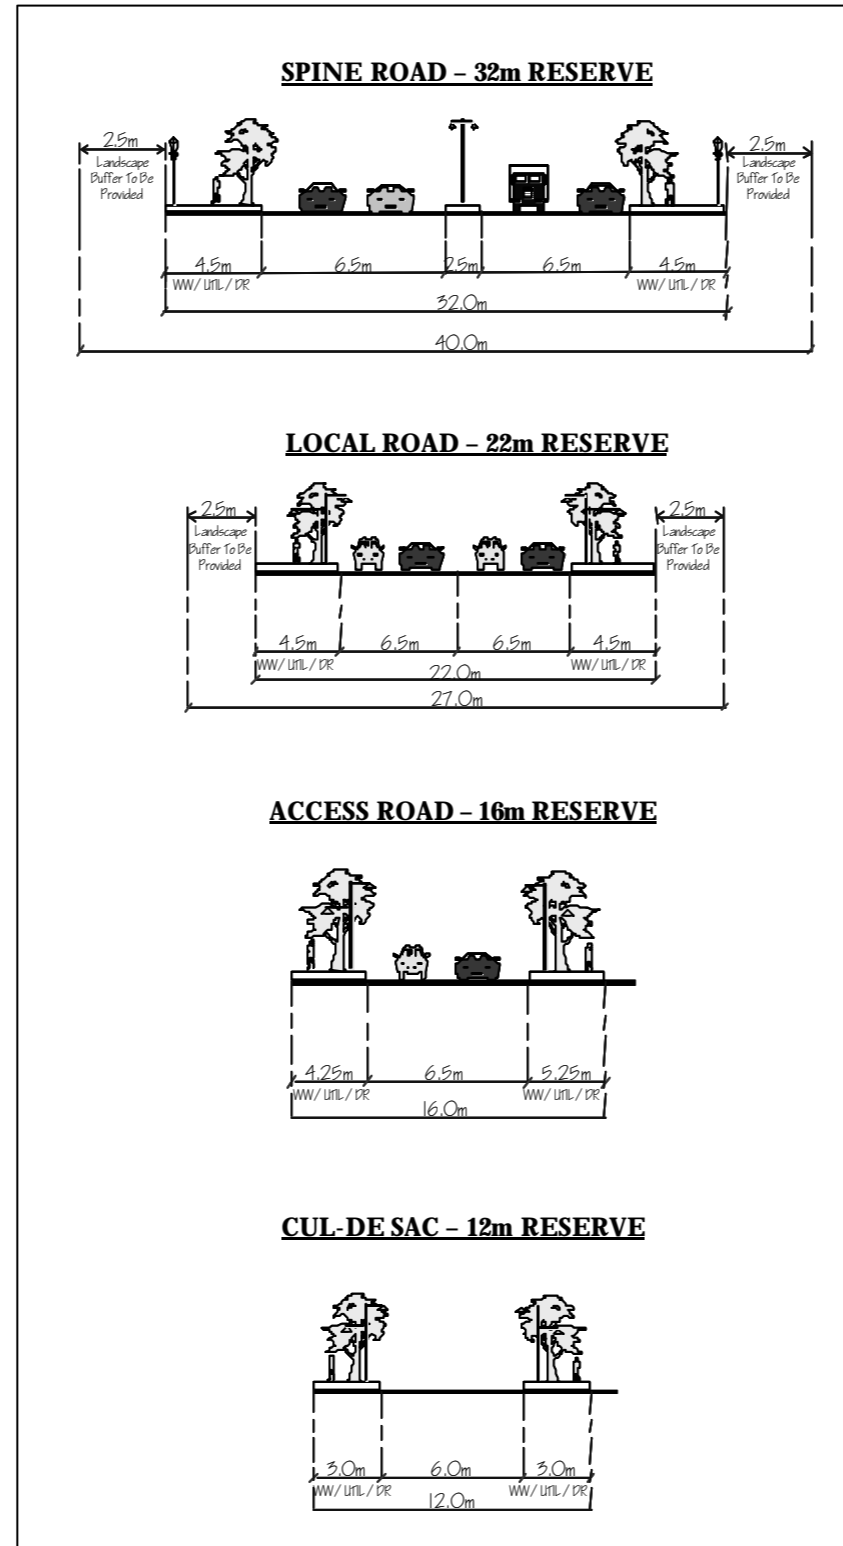 SPINE ROAD – 32m RESERVE
2.5m
Landscape
Buffer To Be
Provided
2.5m
Landscape
Buffer To Be
Provided
4.5m
6.5m
2.5m
6.5m
4.5m
WW/ UTIL / DR
WW/ UTIL / DR
32.0m
40.0m
LOCAL ROAD – 22m RESERVE
2.5m
Landscape
Buffer To Be
Provided
2.5m
Landscape
Buffer To Be
Provided
4.5m
6.5m
6.5m
4.5m
WW/ UTIL / DR
WW/ UTIL / DR
22.0m
27.0m
ACCESS ROAD – 16m RESERVE
4.25m
6.5m
5.25m
WW/ UTIL / DR
WW/ UTIL / DR
16.0m
CUL-DE SAC – 12m RESERVE
3.0m
6.0m
3.0m
WW/ UTIL / DR
WW/ UTIL / DR
12.0m